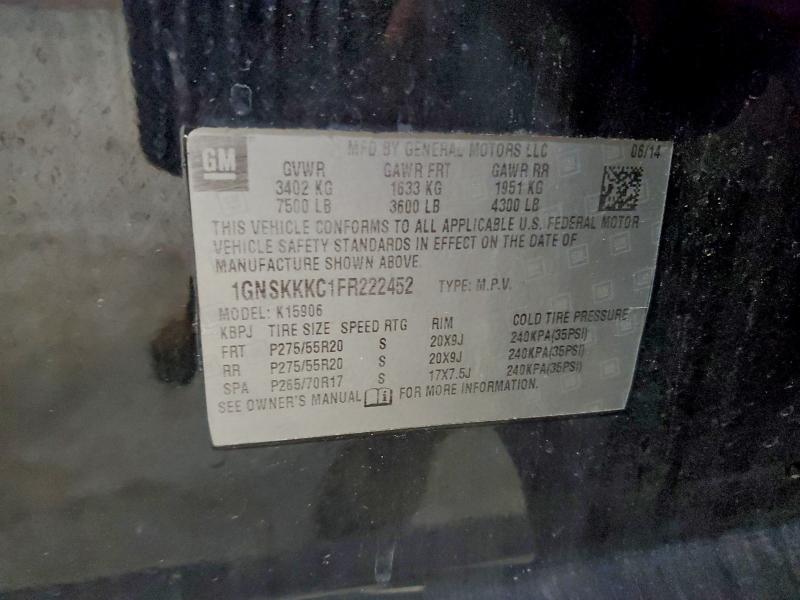 GM
MFD BY GENERAL MOTORS LLC 06/14
GVWR GAWR FRT GAWR RR
3402 KG 1633 KG 1951 KG
7500 LB 3600 LB 4300 LB
THIS VEHICLE CONFORMS TO ALL APPLICABLE U.S. FEDERAL MOTOR
VEHICLE SAFETY STANDARDS IN EFFECT ON THE DATE OF
MANUFACTURE SHOWN ABOVE.
1GNSKKKC1FR222452 TYPE: M.P.V.
MODEL: K15906
KBPJ TIRE SIZE SPEED RTG RIM COLD TIRE PRESSURE
FRT P275/55R20 S 20X9J 240KPA(35PSI)
RR P275/55R20 S 20X9J 240KPA(35PSI)
SPA P265/70R17 S 17X7.5J 240KPA(35PSI)
SEE OWNER'S MANUAL FOR MORE INFORMATION.